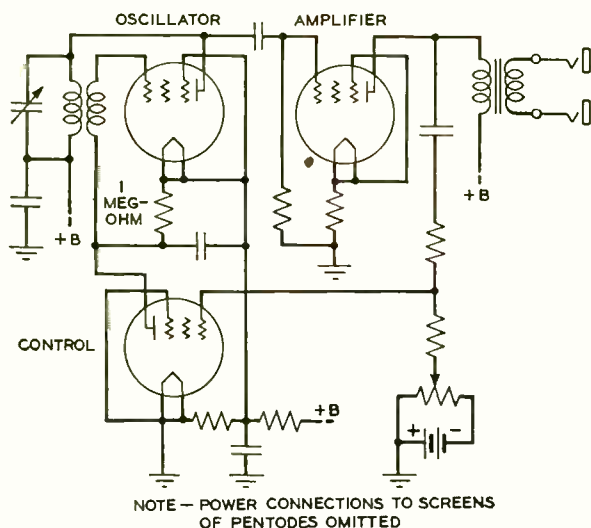 OSCILLATOR
AMPLIFIER
1
MEG-
OHM
+B
+B
CONTROL
+B
+ −
NOTE — POWER CONNECTIONS TO SCREENS
OF PENTODES OMITTED